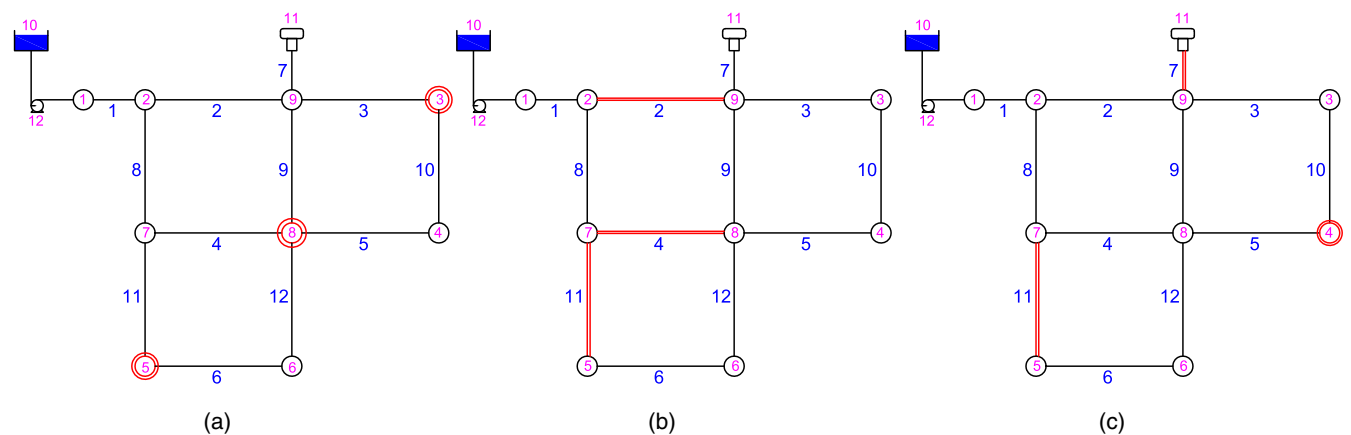 10 11 10 11 10 11
7 7 7
1 2 9 3 1 2 9 3 1 2 9 3
12 1 2 3 12 1 2 3 12 1 2 3
8 9 10 8 9 10 8 9 10
7 8 4 7 8 4 7 8 4
4 5 4 5 4 5
11 12 11 12 11 12
5 6 5 6 5 6
6 6 6
(a) (b) (c)